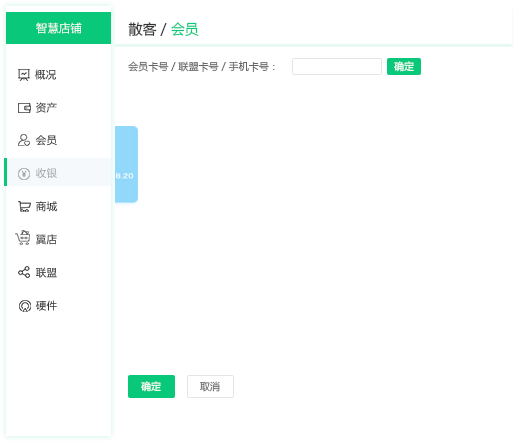 智慧店铺
散客 / 会员
概况
资产
会员
收银
商城
翼店
联盟
硬件
会员卡号 / 联盟卡号 / 手机卡号：
确定
8.20
确定
取消